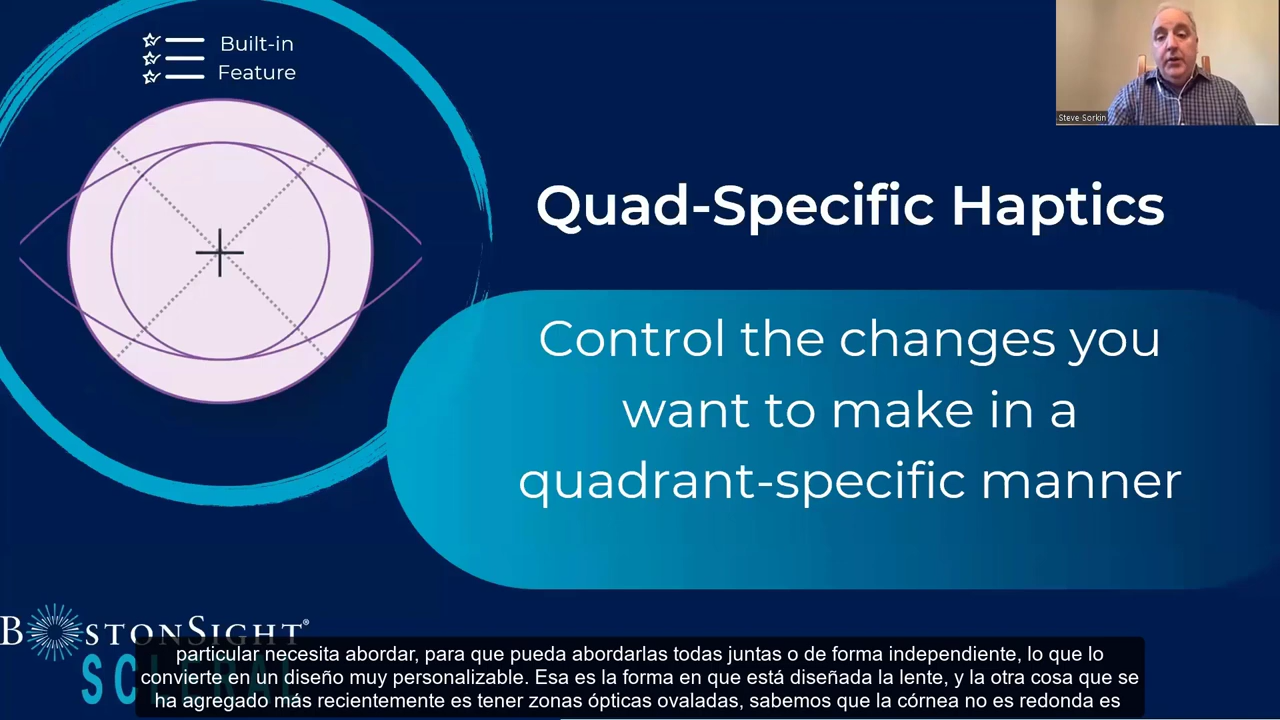 Built-in
Feature
Steve Sorkin
Quad-Specific Haptics
Control the changes you
want to make in a
quadrant-specific manner
BOSTONSIGHT®
SCLERAL
particular necesita abordar, para que pueda abordarlas todas juntas o de forma independiente, lo que lo
convierte en un diseño muy personalizable. Esa es la forma en que está diseñada la lente, y la otra cosa que se
ha agregado más recientemente es tener zonas ópticas ovaladas, sabemos que la córnea no es redonda es